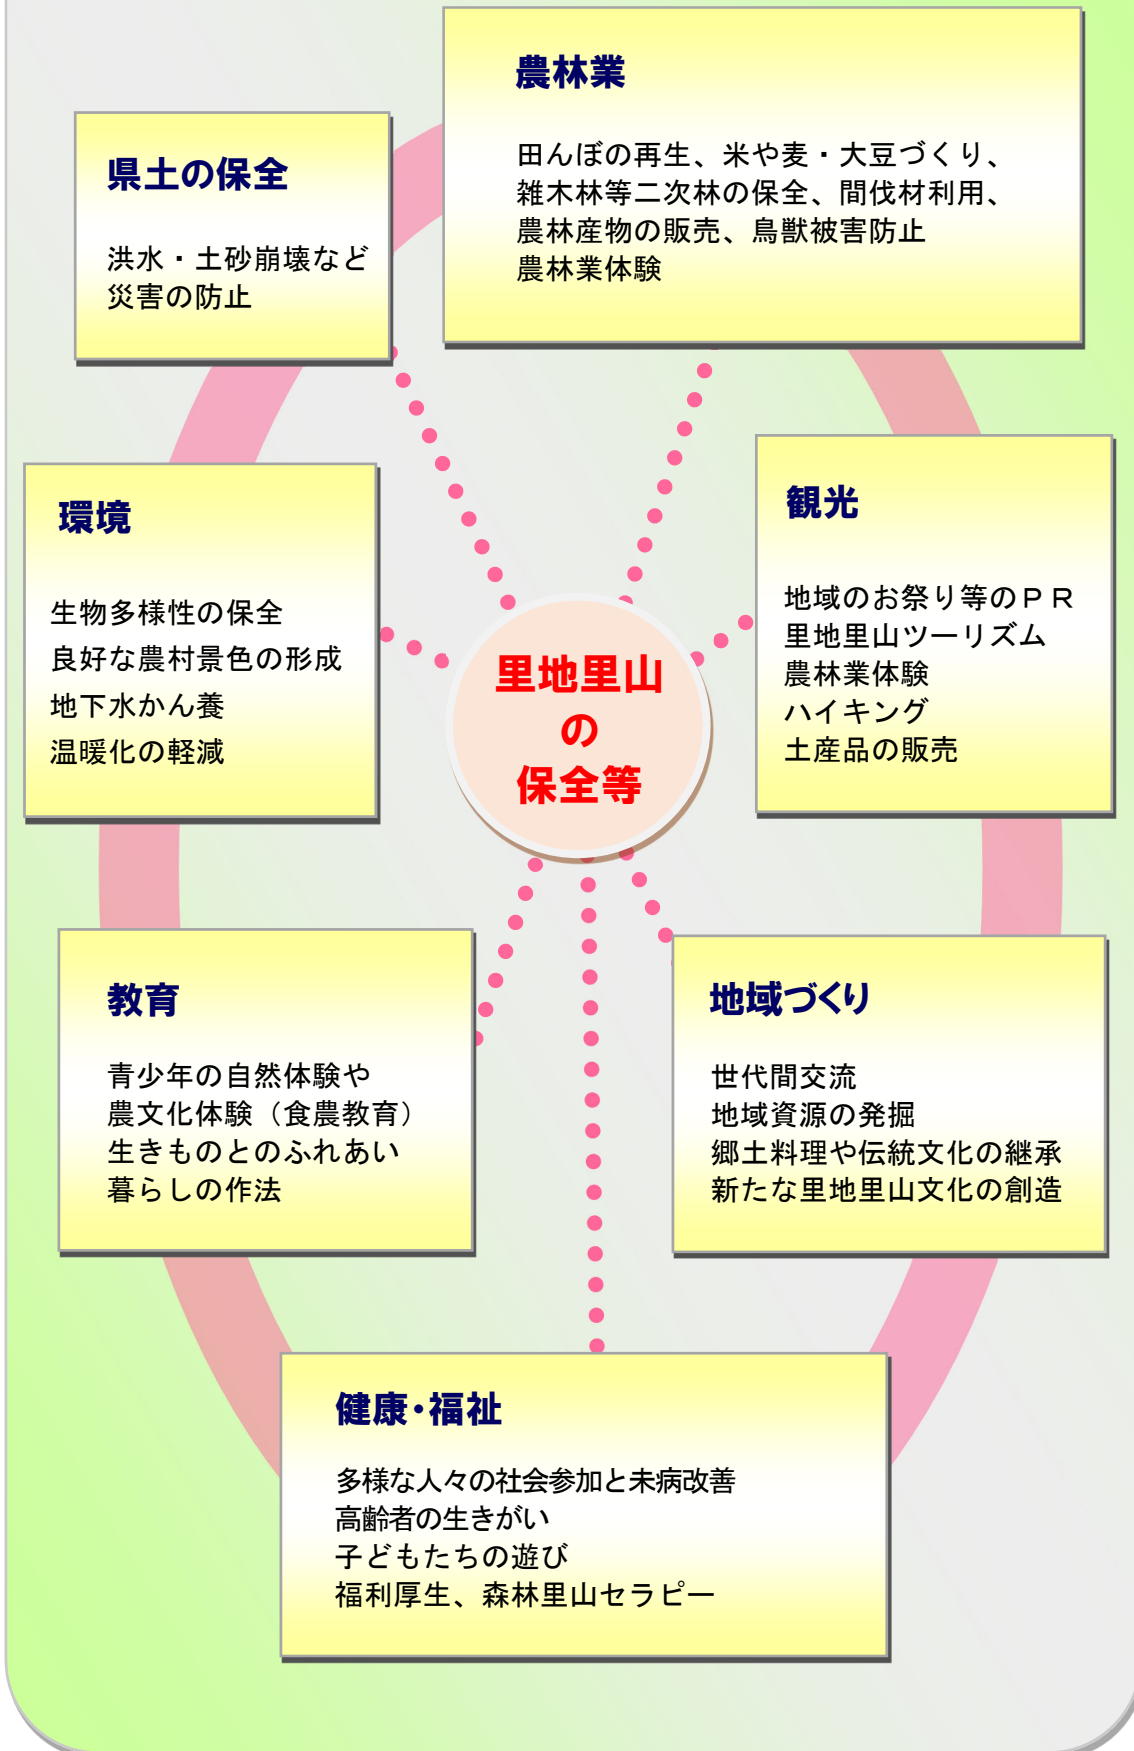 農林業
田んぼの再生、米や麦・大豆づくり、
雑木林等二次林の保全、間伐材利用、
農林産物の販売、鳥獣被害防止
農林業体験
県土の保全
洪水・土砂崩壊など
災害の防止
環境
生物多様性の保全
良好な農村景色の形成
地下水かん養
温暖化の軽減
観光
地域のお祭り等のＰＲ
里地里山ツーリズム
農林業体験
ハイキング
土産品の販売
里地里山
の
保全等
教育
青少年の自然体験や
農文化体験（食農教育）
生きものとのふれあい
暮らしの作法
地域づくり
世代間交流
地域資源の発掘
郷土料理や伝統文化の継承
新たな里地里山文化の創造
健康・福祉
多様な人々の社会参加と未病改善
高齢者の生きがい
子どもたちの遊び
福利厚生、森林里山セラピー